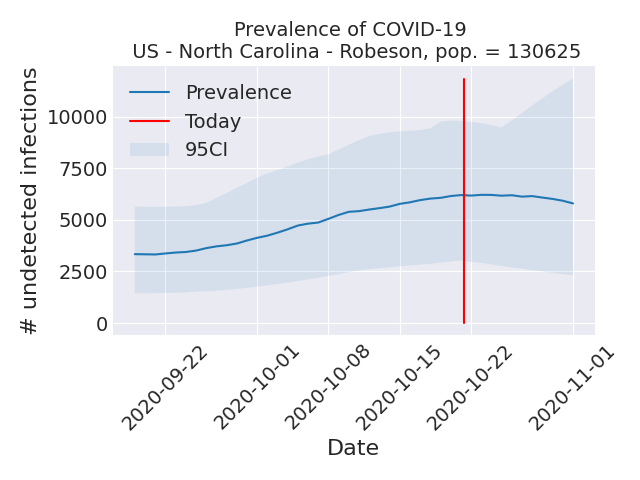 Prevalence of COVID-19
US - North Carolina - Robeson, pop. = 130625
# undetected infections
10000
7500
5000
2500
0
Prevalence
Today
95CI
2020-09-22
2020-10-01
2020-10-08
2020-10-15
2020-10-22
2020-11-01
Date